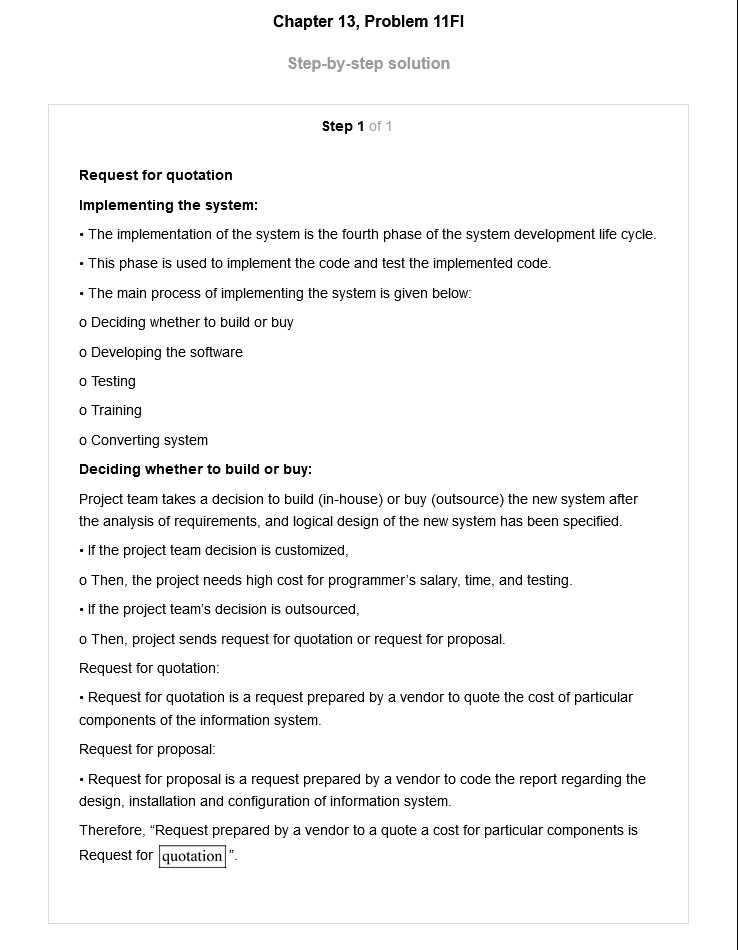 Chapter 13, Problem 11FI
Step-by-step solution
Step 1 of 1
Request for quotation
Implementing the system:
• The implementation of the system is the fourth phase of the system development life cycle.
• This phase is used to implement the code and test the implemented code.
• The main process of implementing the system is given below:
o Deciding whether to build or buy
o Developing the software
o Testing
o Training
o Converting system
Deciding whether to build or buy:
Project team takes a decision to build (in-house) or buy (outsource) the new system after
the analysis of requirements, and logical design of the new system has been specified.
• If the project team decision is customized,
o Then, the project needs high cost for programmer’s salary, time, and testing.
• If the project team’s decision is outsourced,
o Then, project sends request for quotation or request for proposal.
Request for quotation:
• Request for quotation is a request prepared by a vendor to quote the cost of particular
components of the information system.
Request for proposal:
• Request for proposal is a request prepared by a vendor to code the report regarding the
design, installation and configuration of information system.
Therefore, “Request prepared by a vendor to a quote a cost for particular components is
Request for quotation ”.